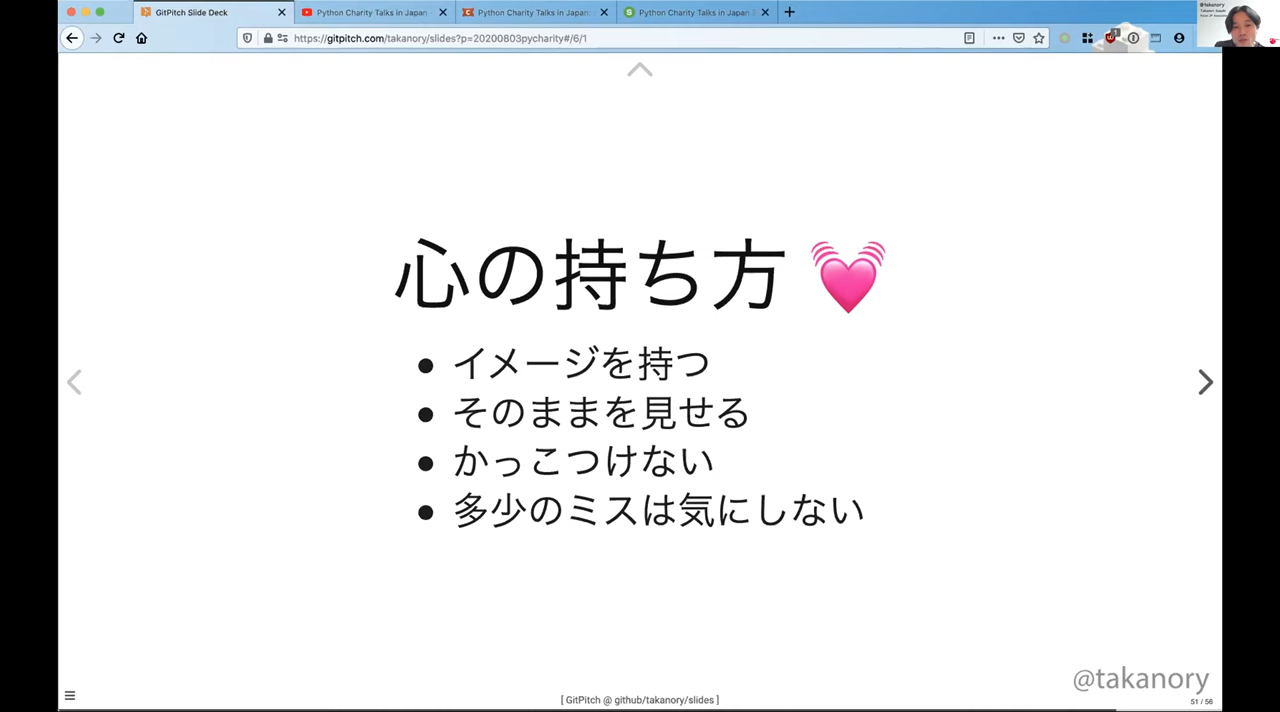 GitPitch Slide Deck
Python Charity Talks in Japan -
Python Charity Talks in Japan:
Python Charity Talks in Japan
https://gitpitch.com/takanory/slides?p=20200803pycharity#/6/1
@takanory
心の持ち方 💓
● イメージを持つ
● そのままを見せる
● かっこつけない
● 多少のミスは気にしない
@takanory
[ GitPitch @ github/takanory/slides ]
51 / 56